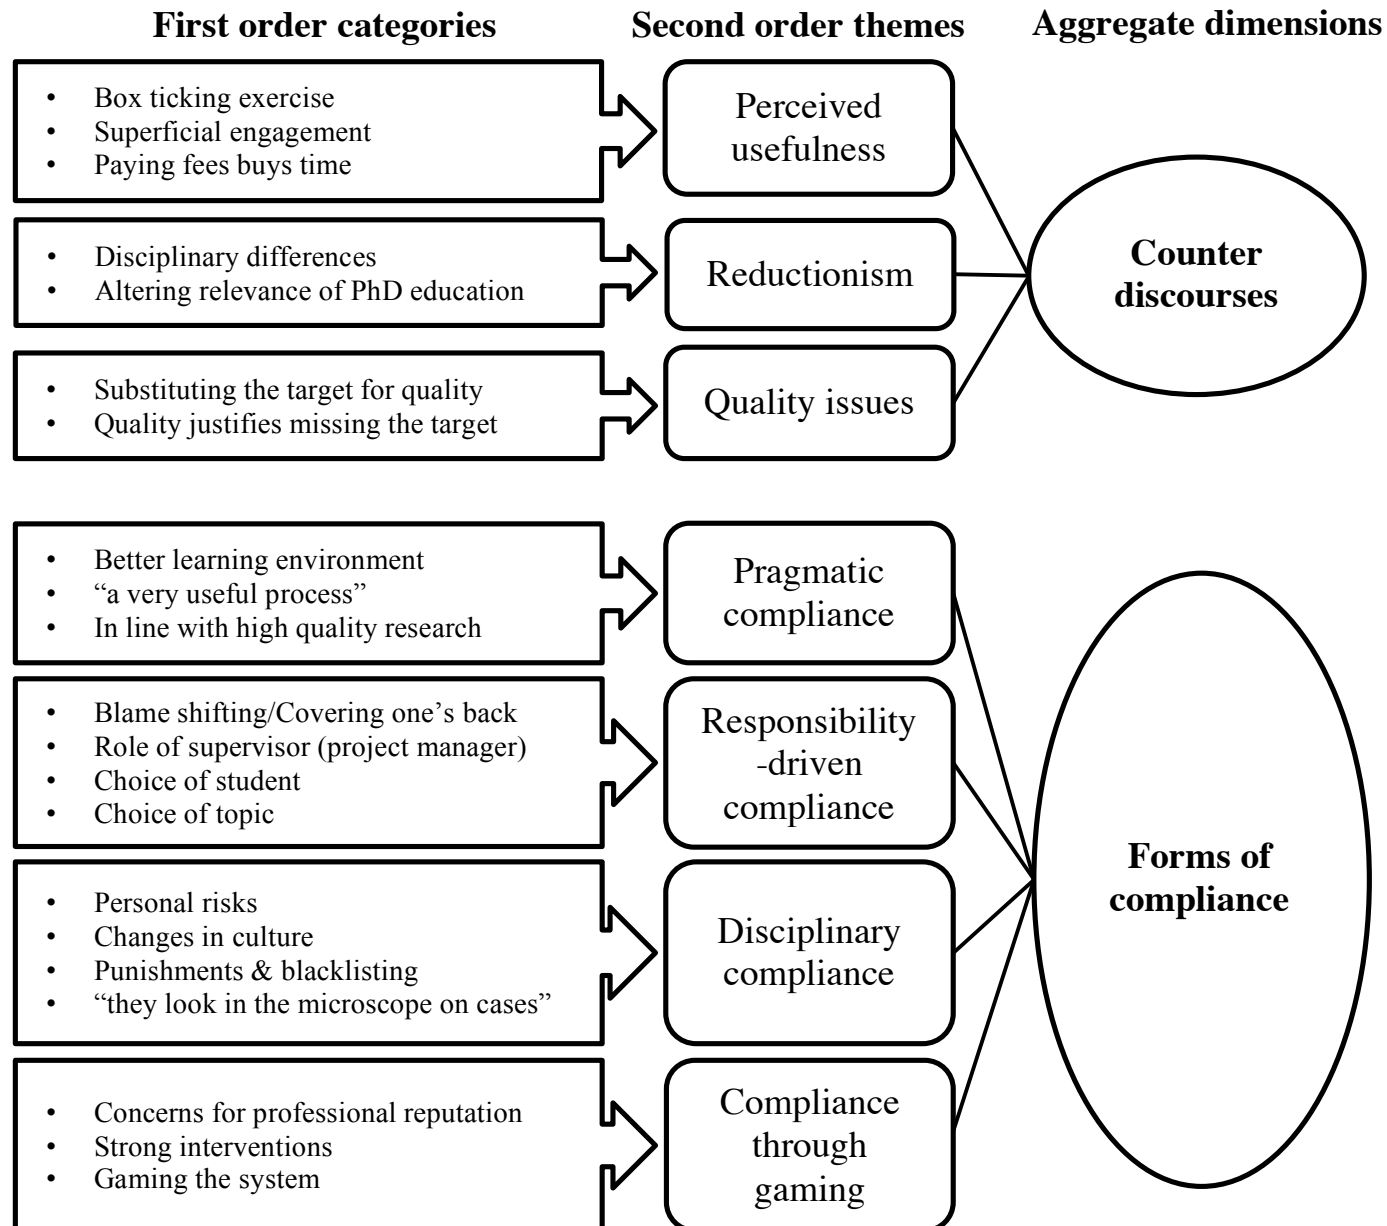 First order categories
Second order themes
Aggregate dimensions
• Box ticking exercise
• Superficial engagement
• Paying fees buys time
Perceived
usefulness
• Disciplinary differences
• Altering relevance of PhD education
Reductionism
• Substituting the target for quality
• Quality justifies missing the target
Quality issues
Counter
discourses
• Better learning environment
• “a very useful process”
• In line with high quality research
Pragmatic
compliance
• Blame shifting/Covering one’s back
• Role of supervisor (project manager)
• Choice of student
• Choice of topic
Responsibility
-driven
compliance
• Personal risks
• Changes in culture
• Punishments & blacklisting
• “they look in the microscope on cases”
Disciplinary
compliance
• Concerns for professional reputation
• Strong interventions
• Gaming the system
Compliance
through
gaming
Forms of
compliance